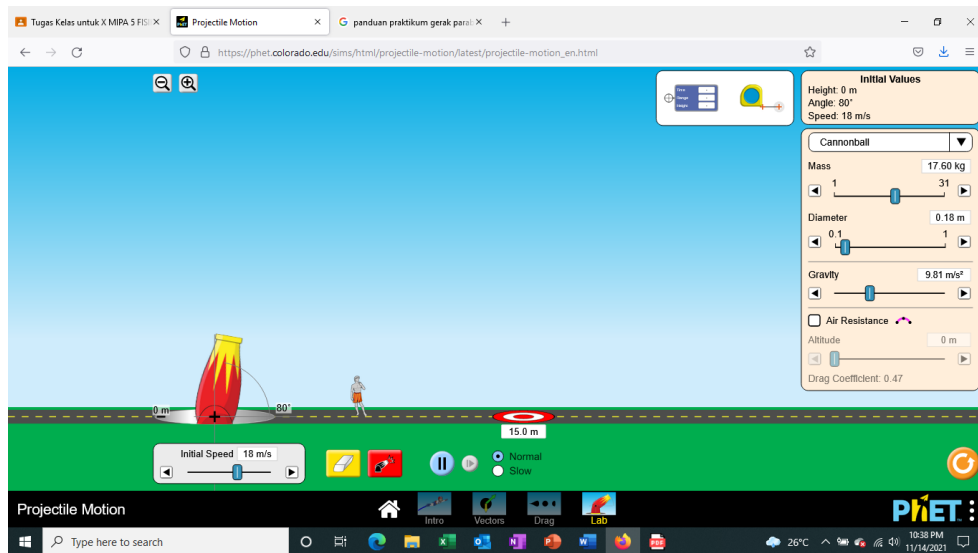 Tugas Kelas untuk X MIPA 5 FIS
Projectile Motion
panduan praktikum gerak parab
https://phet.colorado.edu/sims/html/projectile-motion/latest/projectile-motion_en.html
Time
Range
Height
Initial Values
Height: 0 m
Angle: 80°
Speed: 18 m/s
Cannonball
Mass 17.60 kg
1 31
Diameter 0.18 m
0.1 1
Gravity 9.81 m/s²
Air Resistance
Altitude 0 m
Drag Coefficient: 0.47
0 m
80°
15.0 m
Initial Speed 18 m/s
Normal
Slow
Projectile Motion
Intro
Vectors
Drag
Lab
PhET
Type here to search
26°C
10:38 PM
11/14/2021